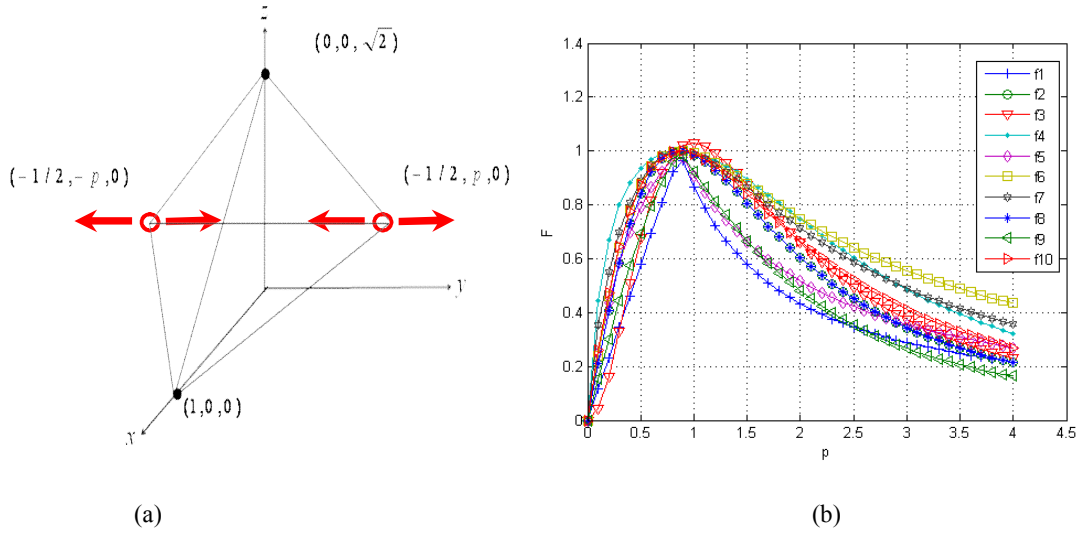 z
(0,0,√2)
(-1/2,-p,0)
(-1/2,p,0)
y
(1,0,0)
x
(a)
1.4
1.2
1
0.8
0.6
0.4
0.2
0
F
0 0.5 1 1.5 2 2.5 3 3.5 4 4.5
p
f1
f2
f3
f4
f5
f6
f7
f8
f9
f10
(b)